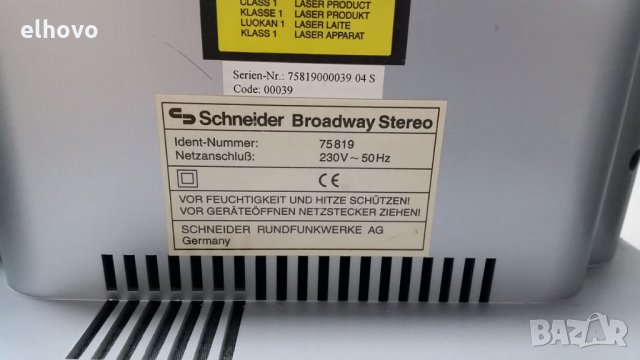 elhovo
CLASS 1 LASER PRODUCT
KLASSE 1 LASER PRODUKT
LUOKAN 1 LASER LAITE
KLASS 1 LASER APPARAT
Serien-Nr.: 75819000039 04 S
Code: 00039
Schneider Broadway Stereo
Ident-Nummer: 75819
Netzanschluß: 230V ~ 50Hz
CE
VOR FEUCHTIGKEIT UND HITZE SCHÜTZEN!
VOR GERÄTEÖFFNEN NETZSTECKER ZIEHEN!
SCHNEIDER RUNDFUNKWERKE AG
Germany
BAZAR
bg